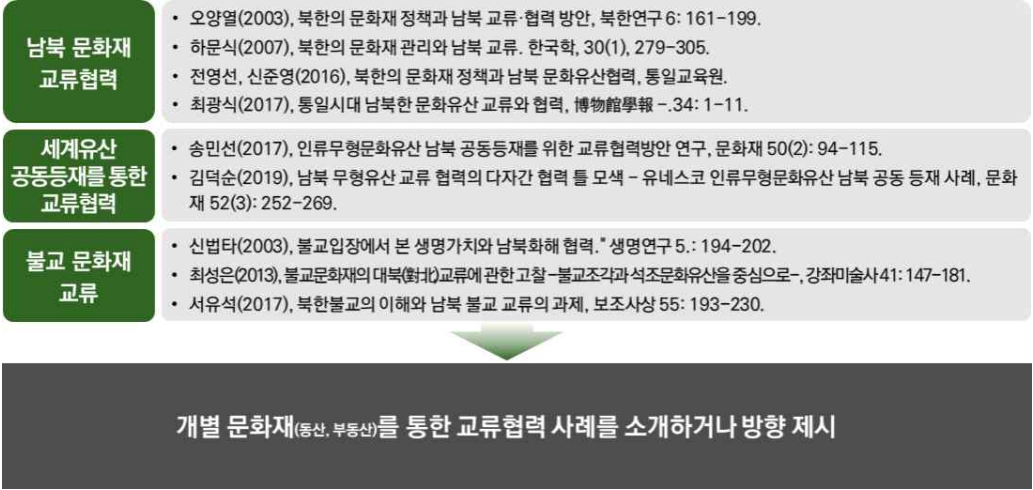 남북 문화재
교류협력
• 오양열(2003), 북한의 문화재 정책과 남북 교류·협력 방안, 북한연구 6: 161-199.
• 하문식(2007), 북한의 문화재 관리와 남북 교류. 한국학, 30(1), 279-305.
• 전영선, 신준영(2016), 북한의 문화재 정책과 남북 문화유산협력, 통일교육원.
• 최광식(2017), 통일시대 남북한 문화유산 교류와 협력, 博物館學報 -.34: 1-11.
세계유산
공동등재를 통한
교류협력
• 송민선(2017), 인류무형문화유산 남북 공동등재를 위한 교류협력방안 연구, 문화재 50(2): 94-115.
• 김덕순(2019), 남북 무형유산 교류 협력의 다자간 협력 틀 모색 - 유네스코 인류무형문화유산 남북 공동 등재 사례, 문화
재 52(3): 252-269.
불교 문화재
교류
• 신법타(2003), 불교입장에서 본 생명가치와 남북화해 협력." 생명연구 5.: 194-202.
• 최성은(2013), 불교문화재의 대북(對北)교류에 관한 고찰 -불교조각과 석조문화유산을 중심으로-, 강좌미술사 41: 147-181.
• 서유석(2017), 북한불교의 이해와 남북 불교 교류의 과제, 보조사상 55: 193-230.
개별 문화재(동산, 부동산)를 통한 교류협력 사례를 소개하거나 방향 제시